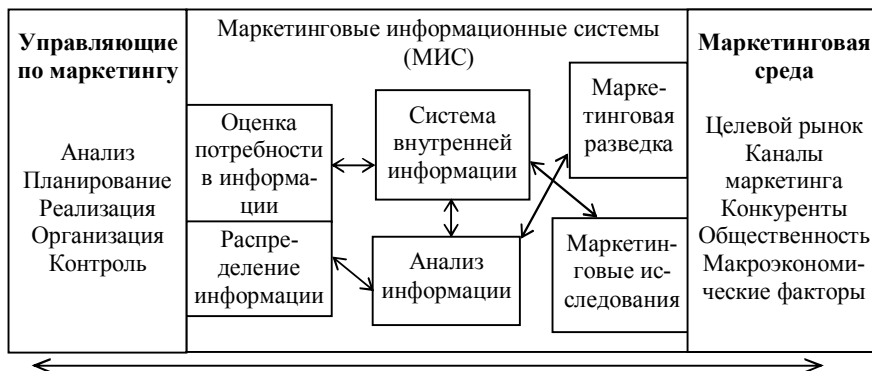 Управляющие
по маркетингу
Анализ
Планирование
Реализация
Организация
Контроль
Маркетинговые информационные системы
(МИС)
Оценка
потребности
в информа-
ции
Распре-
деление
информации
Система
внутренней
информации
Анализ
информации
Марке-
тинговая
разведка
Маркетин-
говые ис-
следования
Маркетинговая
среда
Целевой рынок
Каналы
маркетинга
Конкуренты
Общественность
Макроэкономи-
ческие факторы